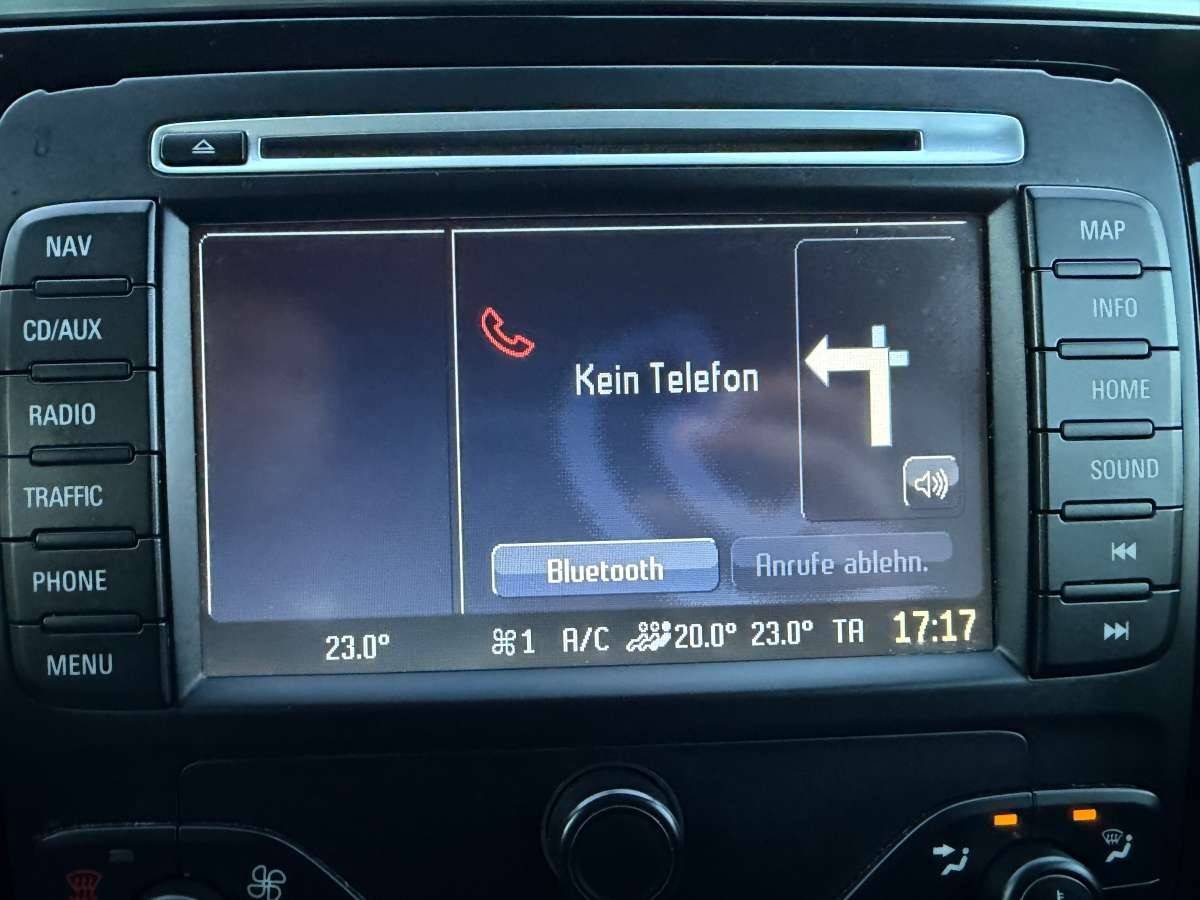 NAV
CD/AUX
RADIO
TRAFFIC
PHONE
MENU
Kein Telefon
Bluetooth
Anrufe ablehn.
23.0°
1 A/C 20.0° 23.0° TA 17:17
MAP
INFO
HOME
SOUND